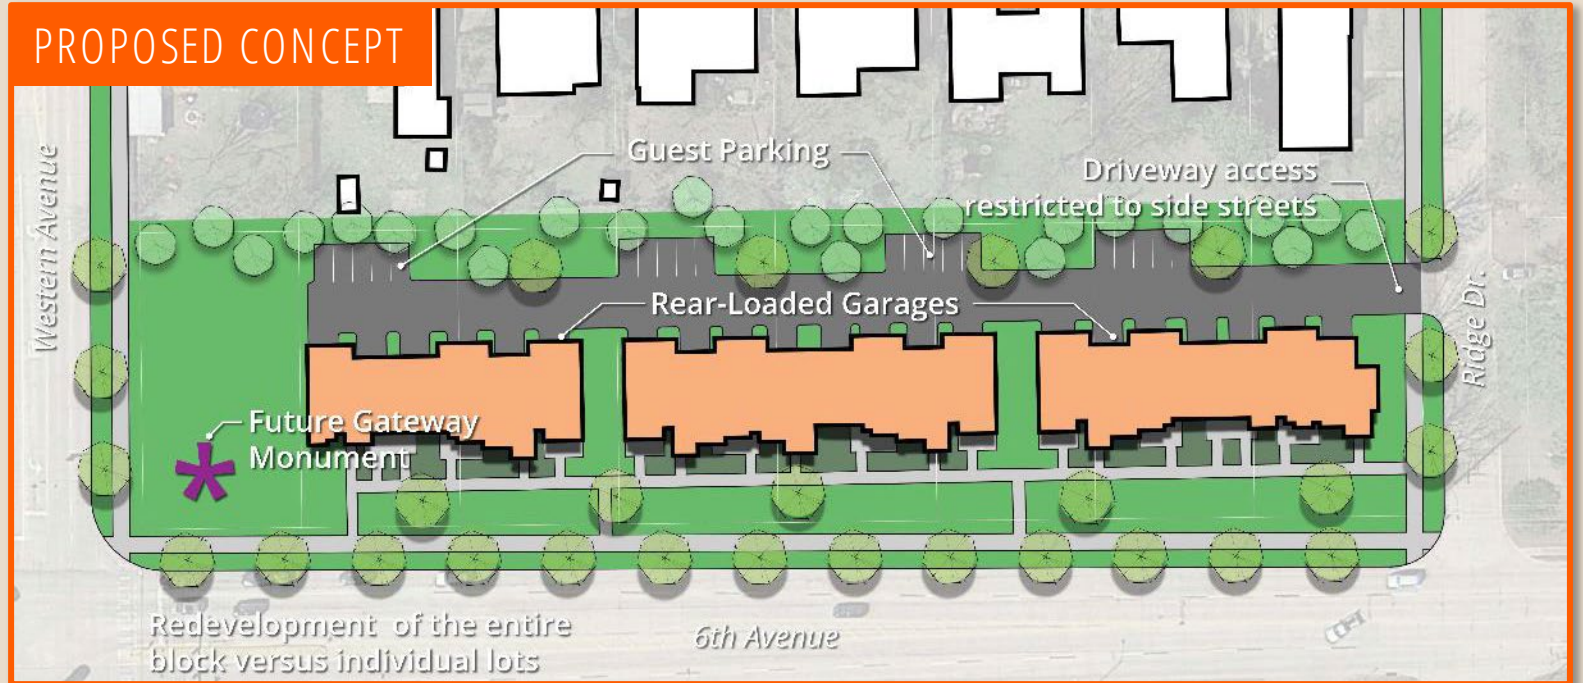 PROPOSED CONCEPT
Guest Parking
Driveway access
restricted to side streets
Western Avenue
Rear-Loaded Garages
Ridge Dr.
Future Gateway
Monument
Redevelopment of the entire
block versus individual lots
6th Avenue